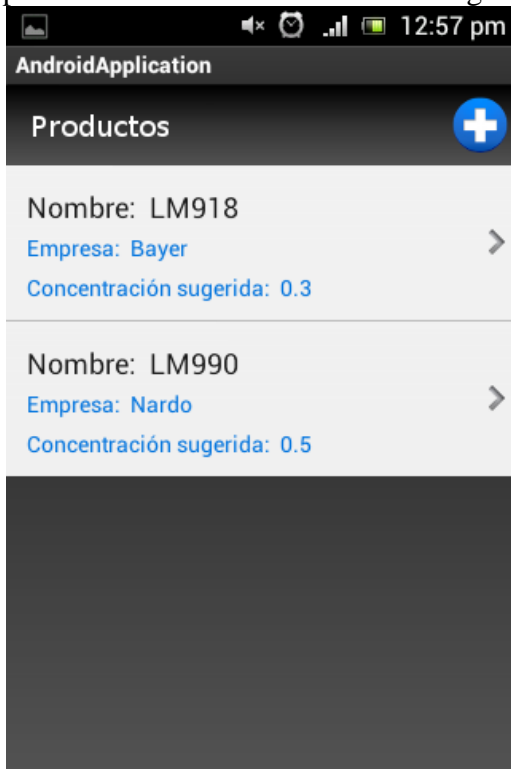 12:57 pm
AndroidApplication
Productos
Nombre: LM918
Empresa: Bayer
Concentración sugerida: 0.3
Nombre: LM990
Empresa: Nardo
Concentración sugerida: 0.5